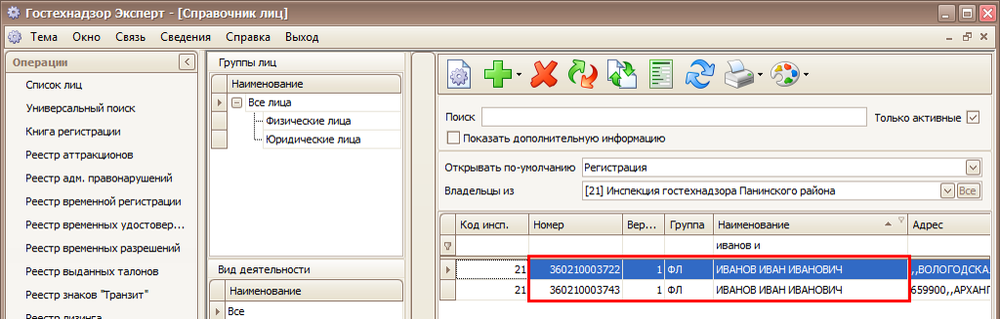 Гостехнадзор Эксперт - [Справочник лиц]
Тема Окно Связь Сведения Справка Выход
Операции
Список лиц
Универсальный поиск
Книга регистрации
Реестр аттракционов
Реестр адм. правонарушений
Реестр временной регистрации
Реестр временных удостовер...
Реестр временных разрешений
Реестр выданных талонов
Реестр знаков "Транзит"
Реестр лизинга
Группы лиц
Наименование
Все лица
Физические лица
Юридические лица
Вид деятельности
Наименование
Все
Поиск
Только активные
Показать дополнительную информацию
Открывать по-умолчанию Регистрация
Владельцы из [21] Инспекция гостехнадзора Панинского района Все
Код инсп. Номер Вер... Группа Наименование Адрес
иванов и
21 360210003722 1 ФЛ ИВАНОВ ИВАН ИВАНОВИЧ ,,ВОЛОГОДСКА
21 360210003743 1 ФЛ ИВАНОВ ИВАН ИВАНОВИЧ 659900,,АРХАНГ